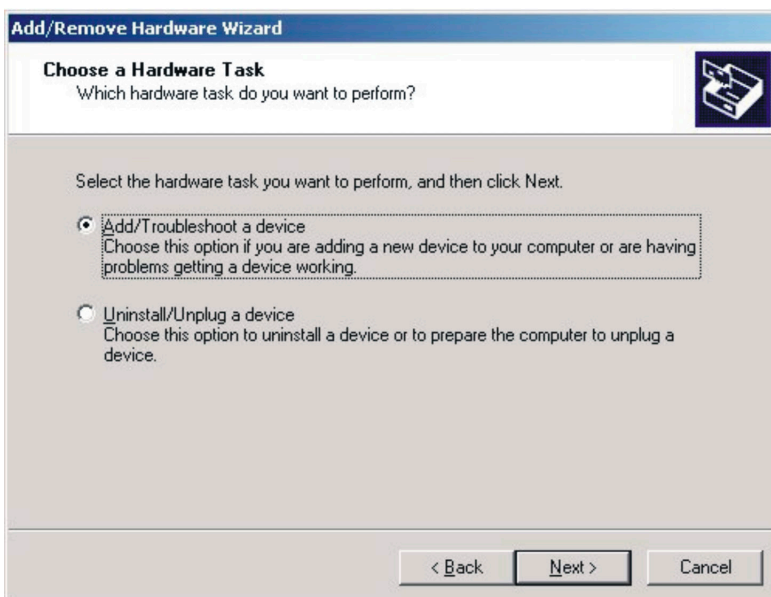 Add/Remove Hardware Wizard
Choose a Hardware Task
Which hardware task do you want to perform?
Select the hardware task you want to perform, and then click Next.
Add/Troubleshoot a device
Choose this option if you are adding a new device to your computer or are having
problems getting a device working.
Uninstall/Unplug a device
Choose this option to uninstall a device or to prepare the computer to unplug a
device.
< Back
Next >
Cancel